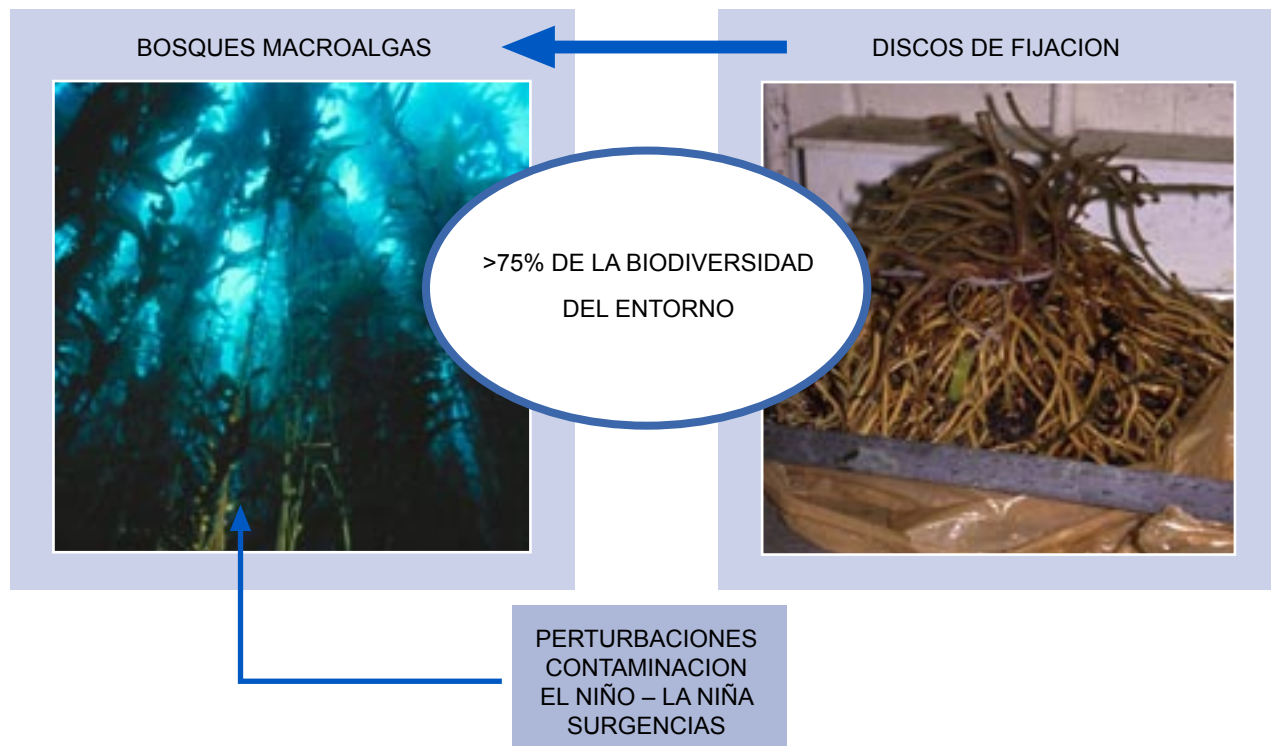 BOSQUES MACROALGAS
DISCOS DE FIJACION
>75% DE LA BIODIVERSIDAD
DEL ENTORNO
PERTURBACIONES
CONTAMINACION
EL NIÑO – LA NIÑA
SURGENCIAS